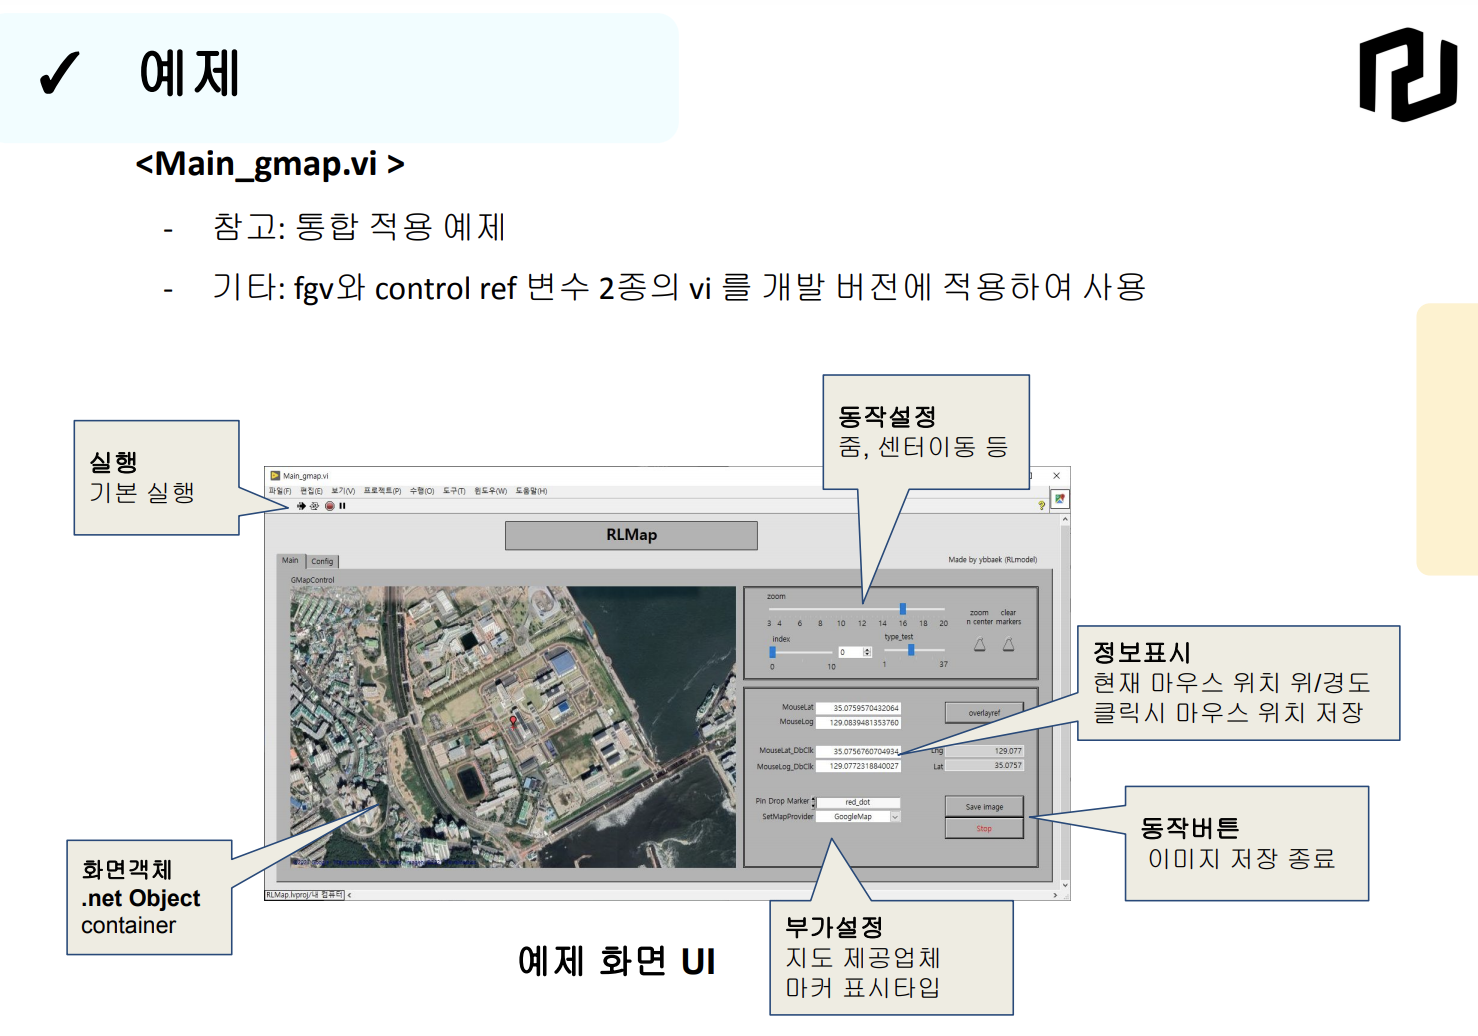 ✓ 예제
<Main_gmap.vi >
- 참고: 통합 적용 예제
- 기타: fgv와 control ref 변수 2종의 vi 를 개발 버전에 적용하여 사용
동작설정
줌, 센터이동 등
실행
기본 실행
Main_gmap.vi
파일(F) 편집(E) 보기(V) 프로젝트(P) 수행(O) 도구(T) 윈도우(W) 도움말(H)
RLMap
Main Config
Made by ybbaek (RLmodel)
GMapControl
zoom
3 4 6 8 10 12 14 16 18 20
zoom
n center
clear
markers
index
0 10
0
type_test
1 37
MouseLat 35.0759570432064
MouseLog 129.0839481353760
overlayref
MouseLat_DbClk 35.0756760704934
MouseLog_DbClk 129.0772318840027
Lng 129.077
Lat 35.0757
Pin Drop Marker red_dot
SetMapProvider GoogleMap
Save image
Stop
RLMap.lvproj/내 컴퓨터
정보표시
현재 마우스 위치 위/경도
클릭시 마우스 위치 저장
동작버튼
이미지 저장 종료
화면객체
.net Object
container
부가설정
지도 제공업체
마커 표시타입
예제 화면 UI